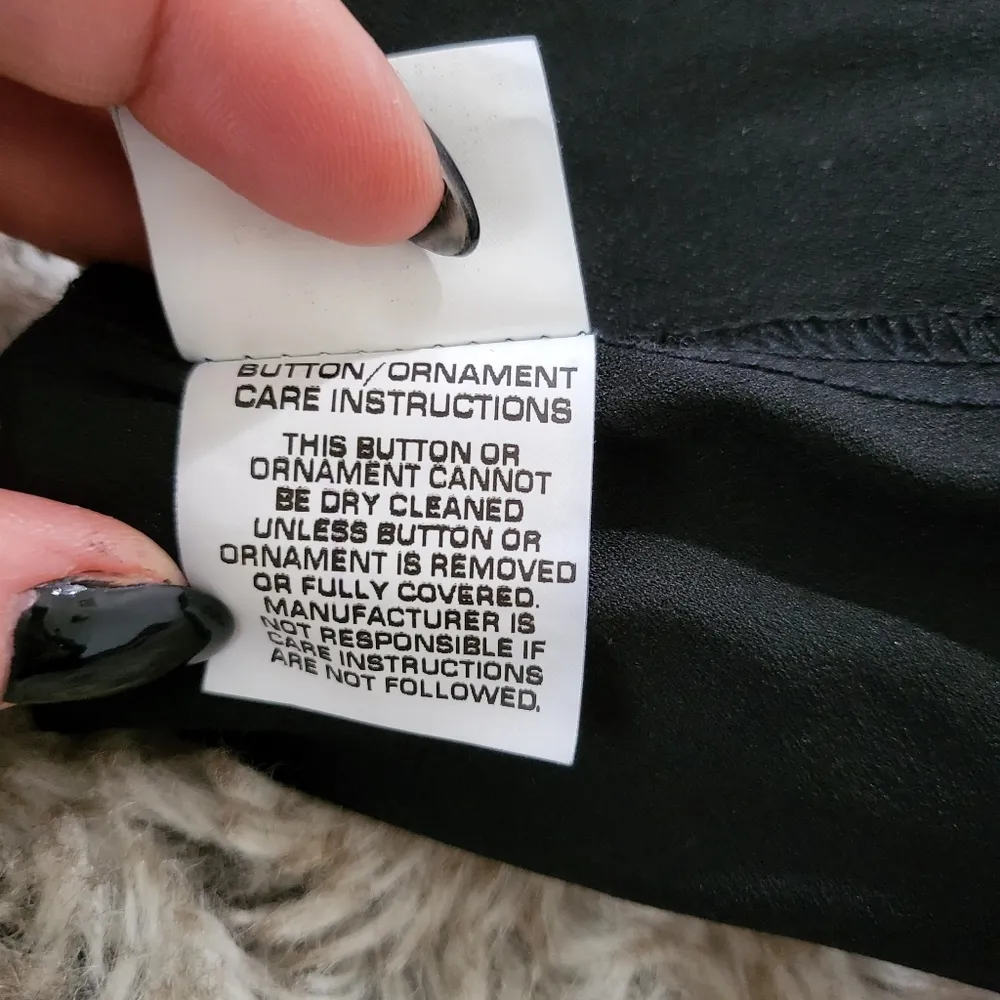 BUTTON/ORNAMENT
CARE INSTRUCTIONS
THIS BUTTON OR
ORNAMENT CANNOT
BE DRY CLEANED
UNLESS BUTTON OR
ORNAMENT IS REMOVED
OR FULLY COVERED.
MANUFACTURER IS
NOT RESPONSIBLE IF
CARE INSTRUCTIONS
ARE NOT FOLLOWED.